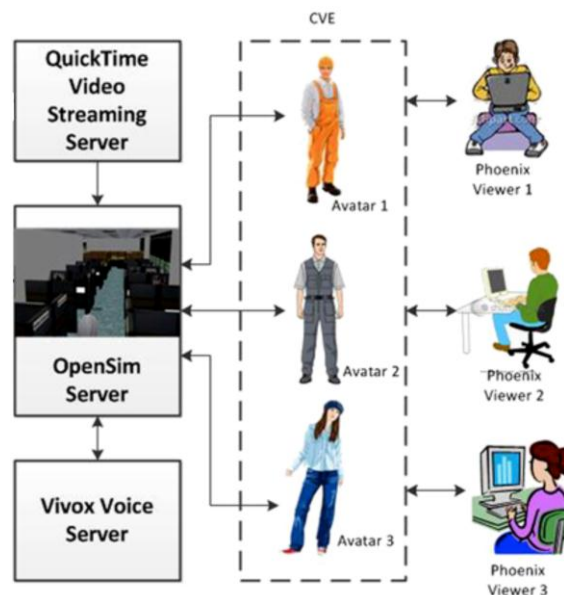 CVE
QuickTime
Video
Streaming
Server
OpenSim
Server
Vivox Voice
Server
Avatar 1
Avatar 2
Avatar 3
Phoenix
Viewer 1
Phoenix
Viewer 2
Phoenix
Viewer 3